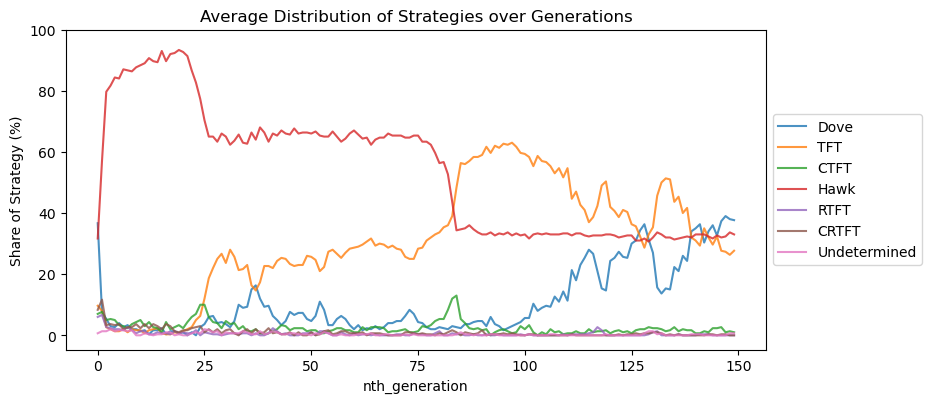 Average Distribution of Strategies over Generations
Share of Strategy (%)
100
80
60
40
20
0
0 25 50 75 100 125 150
nth_generation
Dove
TFT
CTFT
Hawk
RTFT
CRTFT
Undetermined